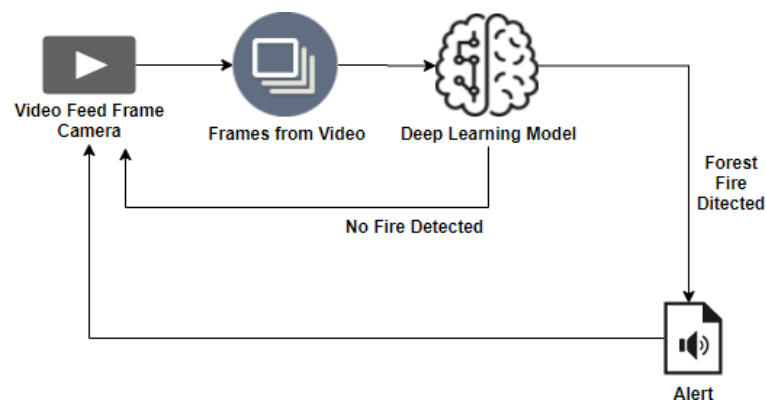 Video Feed Frame
Camera
Frames from Video
Deep Learning Model
No Fire Detected
Forest
Fire
Ditected
Alert